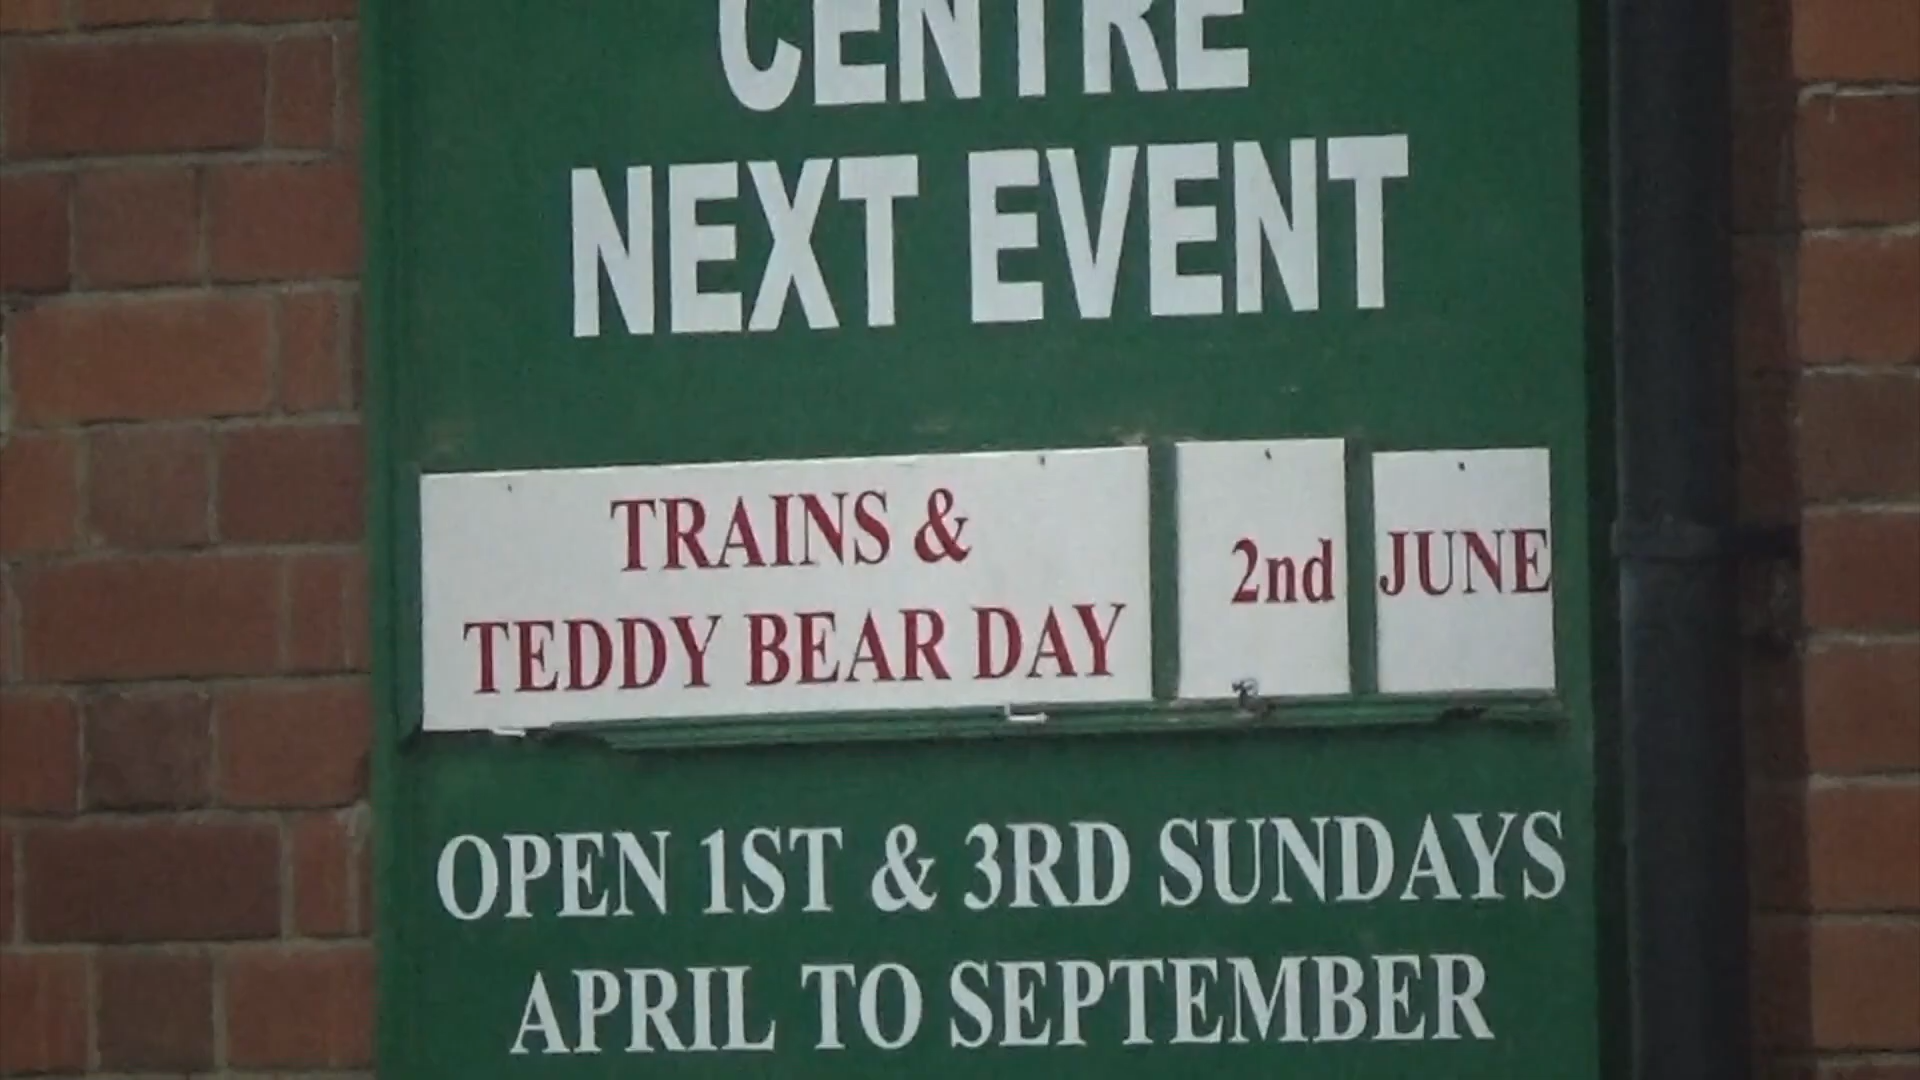 CENTRE
NEXT EVENT
TRAINS &
TEDDY BEAR DAY
2nd
JUNE
OPEN 1ST & 3RD SUNDAYS
APRIL TO SEPTEMBER